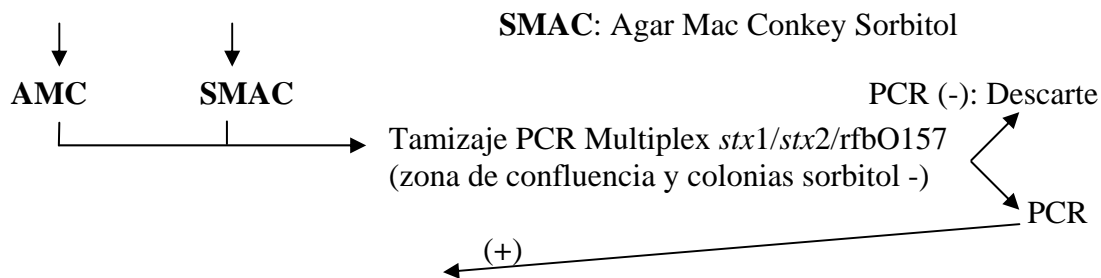 SMAC: Agar Mac Conkey Sorbitol
AMC SMAC PCR (-): Descarte
Tamizaje PCR Multiplex stx1/stx2/rfbO157
(zona de confluencia y colonias sorbitol -)
PCR
(+)